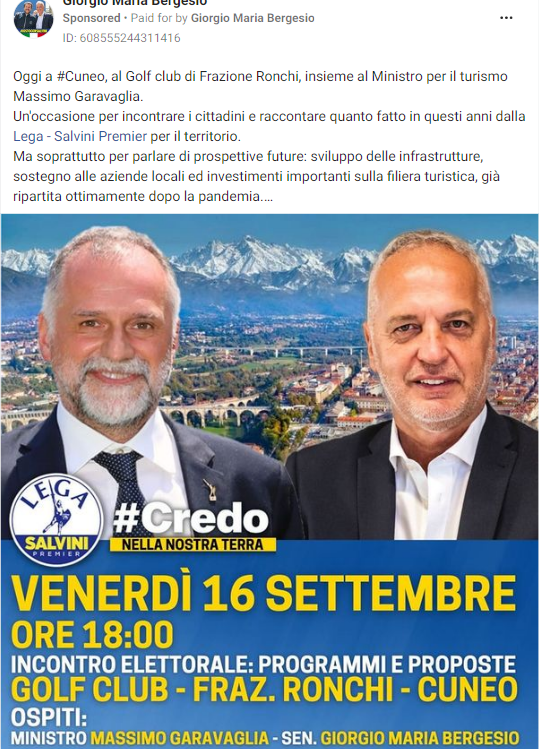 Giorgio Maria Bergesio
Sponsored • Paid for by Giorgio Maria Bergesio
ID: 608555244311416
Oggi a #Cuneo, al Golf club di Frazione Ronchi, insieme al Ministro per il turismo
Massimo Garavaglia.
Un'occasione per incontrare i cittadini e raccontare quanto fatto in questi anni dalla
Lega - Salvini Premier per il territorio.
Ma soprattutto per parlare di prospettive future: sviluppo delle infrastrutture,
sostegno alle aziende locali ed investimenti importanti sulla filiera turistica, già
ripartita ottimamente dopo la pandemia....
LEGA
SALVINI
PREMIER
#Credo
NELLA NOSTRA TERRA
VENERDÌ 16 SETTEMBRE
ORE 18:00
INCONTRO ELETTORALE: PROGRAMMI E PROPOSTE
GOLF CLUB - FRAZ. RONCHI - CUNEO
OSPITI:
MINISTRO MASSIMO GARAVAGLIA - SEN. GIORGIO MARIA BERGESIO